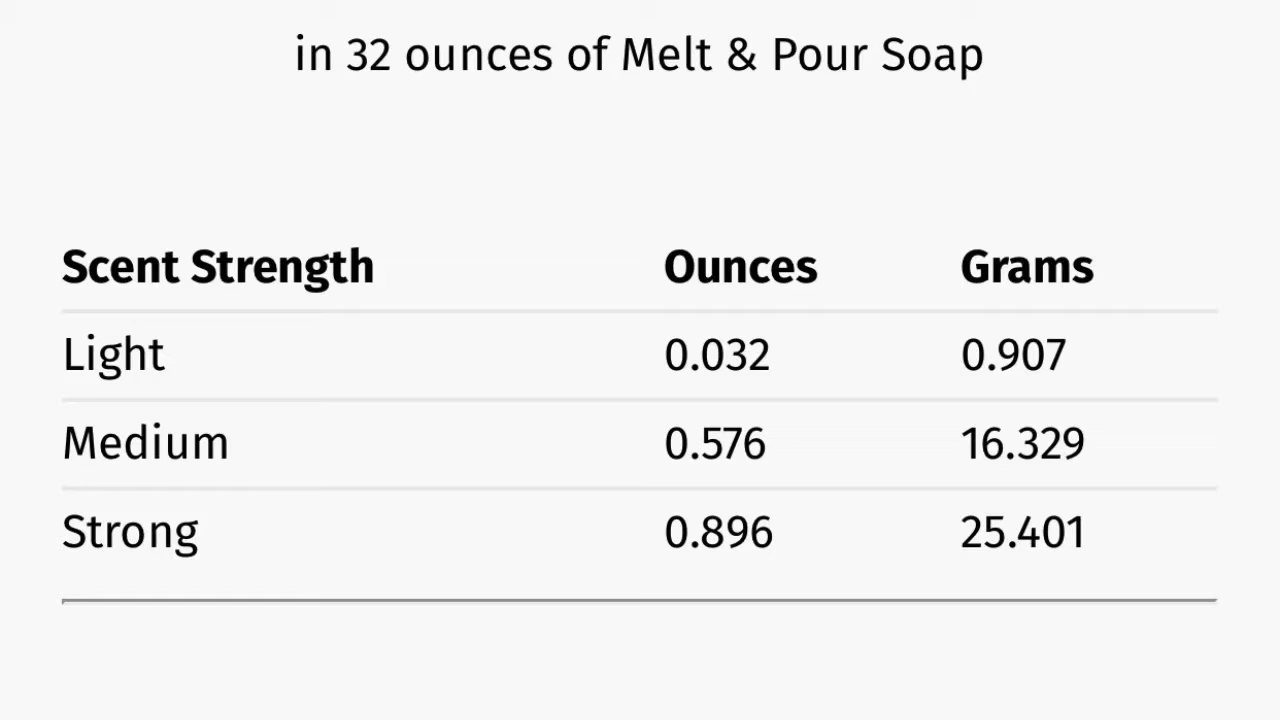 in 32 ounces of Melt & Pour Soap
Scent Strength Ounces Grams
Light 0.032 0.907
Medium 0.576 16.329
Strong 0.896 25.401